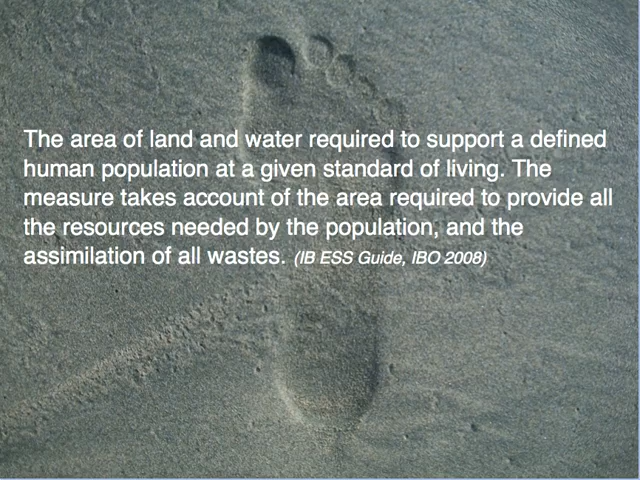 The area of land and water required to support a defined
human population at a given standard of living. The
measure takes account of the area required to provide all
the resources needed by the population, and the
assimilation of all wastes. (IB ESS Guide, IBO 2008)